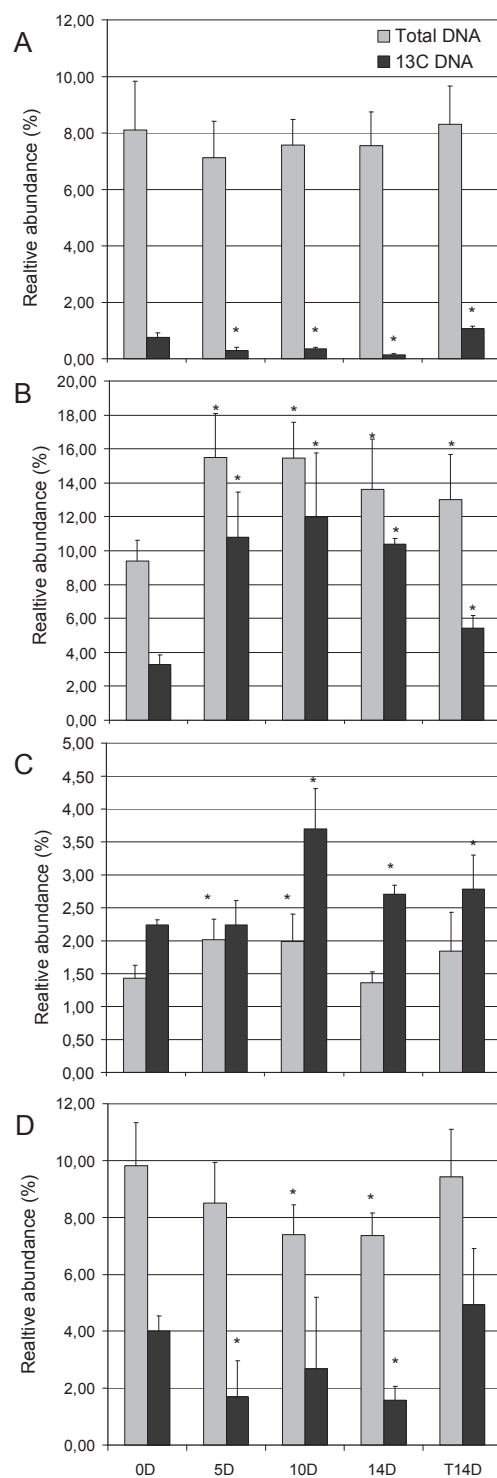 A
Total DNA
13C DNA
Realtive abundance (%)
12,00
10,00
8,00
6,00
4,00
2,00
0,00
* * * *
B
Realtive abundance (%)
20,00
18,00
16,00
14,00
12,00
10,00
8,00
6,00
4,00
2,00
0,00
* * * *
* * * *
C
Realtive abundance (%)
5,00
4,50
4,00
3,50
3,00
2,50
2,00
1,50
1,00
0,50
0,00
* * * * *
D
Realtive abundance (%)
12,00
10,00
8,00
6,00
4,00
2,00
0,00
* *
* *
0D 5D 10D 14D T14D